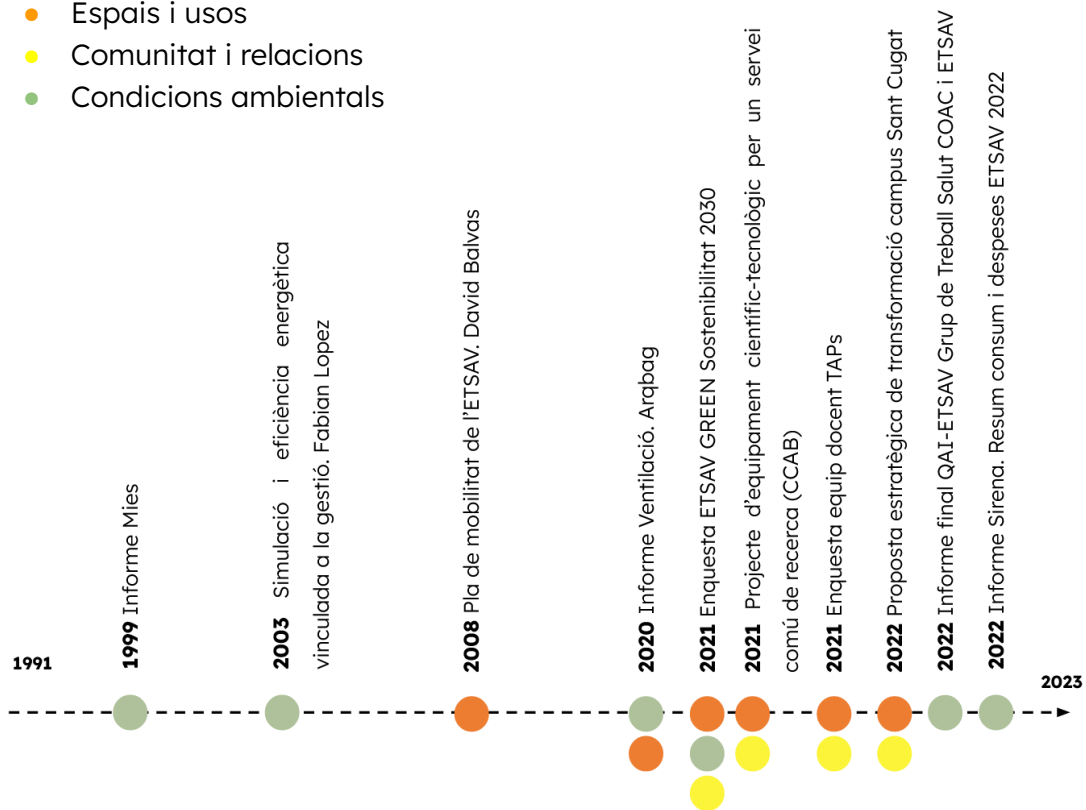 Espais i usos
Comunitat i relacions
Condicions ambientals
1991
1999 Informe Mies
2003 Simulació i eficiència energètica
vinculada a la gestió. Fabian Lopez
2008 Pla de mobilitat de l'ETSAV. David Balvas
2020 Informe Ventilació. Arqbag
2021 Enquesta ETSAV GREEN Sostenibilitat 2030
2021 Projecte d'equipament científic-tecnològic per un servei
comú de recerca (CCAB)
2021 Enquesta equip docent TAPs
2022 Proposta estratègica de transformació campus Sant Cugat
2022 Informe final QAI-ETSAV Grup de Treball Salut COAC i ETSAV
2022 Informe Sirena. Resum consum i despeses ETSAV 2022
2023